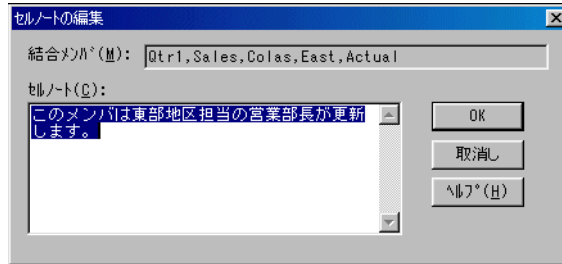 セルノートの編集
結合メンバ(M): Qtr1,Sales,Colas,East,Actual
セルノート(C):
このメンバは東部地区担当の営業部長が更新
します。
OK
取消し
ヘルプ(H)